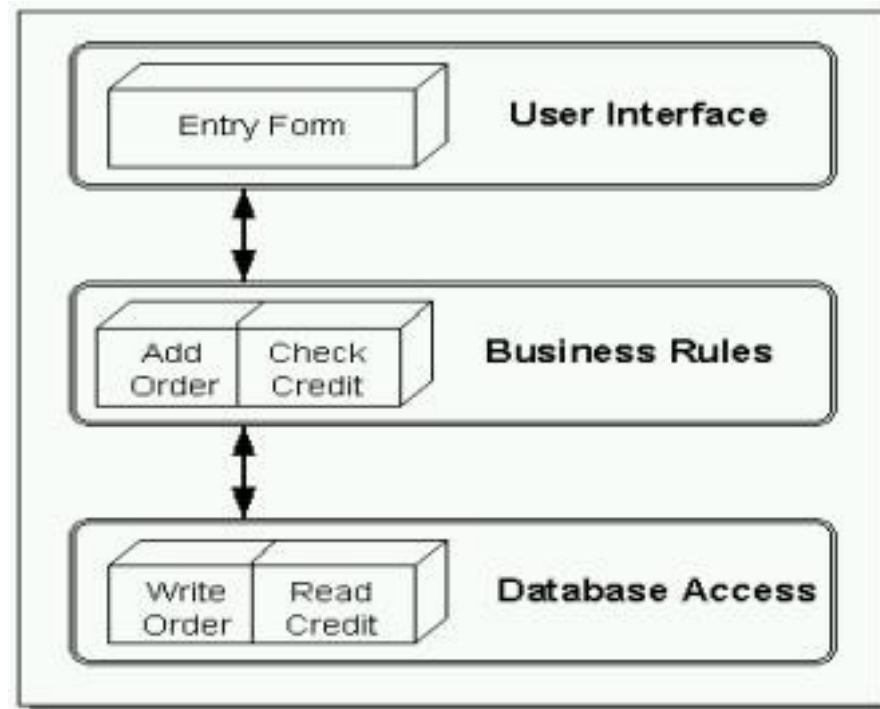 Entry Form
User Interface
Add Order
Check Credit
Business Rules
Write Order
Read Credit
Database Access